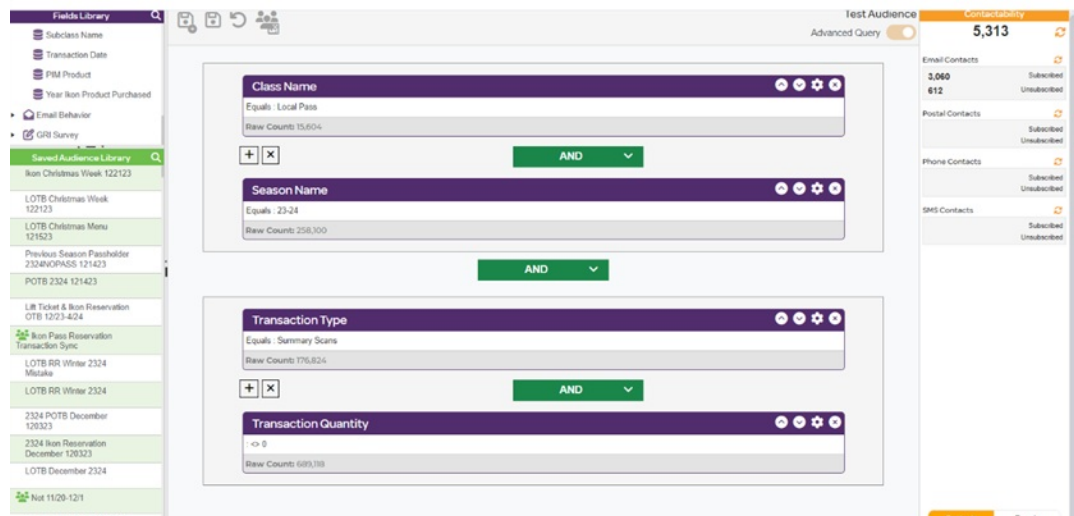 Fields Library
Subclass Name
Transaction Date
PIM Product
Year Ikon Product Purchased
Email Behavior
GRI Survey
Saved Audience Library
Ikon Christmas Week 122123
LOTB Christmas Week
122123
LOTB Christmas Menu
121523
Previous Season Passholder
2324NOPASS 121423
POTB 2324 121423
Lift Ticket & Ikon Reservation
OTB 12/23-4/24
Ikon Pass Reservation
Transaction Sync
LOTB RR Winter 2324
Mistake
LOTB RR Winter 2324
2324 POTB December
120323
2324 Ikon Reservation
December 120323
LOTB December 2324
Not 11/20-12/1
Test Audience
Advanced Query
Class Name
Equals : Local Pass
Raw Count: 15,604
AND
Season Name
Equals : 23-24
Raw Count: 258,100
AND
Transaction Type
Equals : Summary Scans
Raw Count: 176,824
AND
Transaction Quantity
: <> 0
Raw Count: 689,118
Contactability
5,313
Email Contacts
3,060 Subscribed
612 Unsubscribed
Postal Contacts
Subscribed
Unsubscribed
Phone Contacts
Subscribed
Unsubscribed
SMS Contacts
Subscribed
Unsubscribed